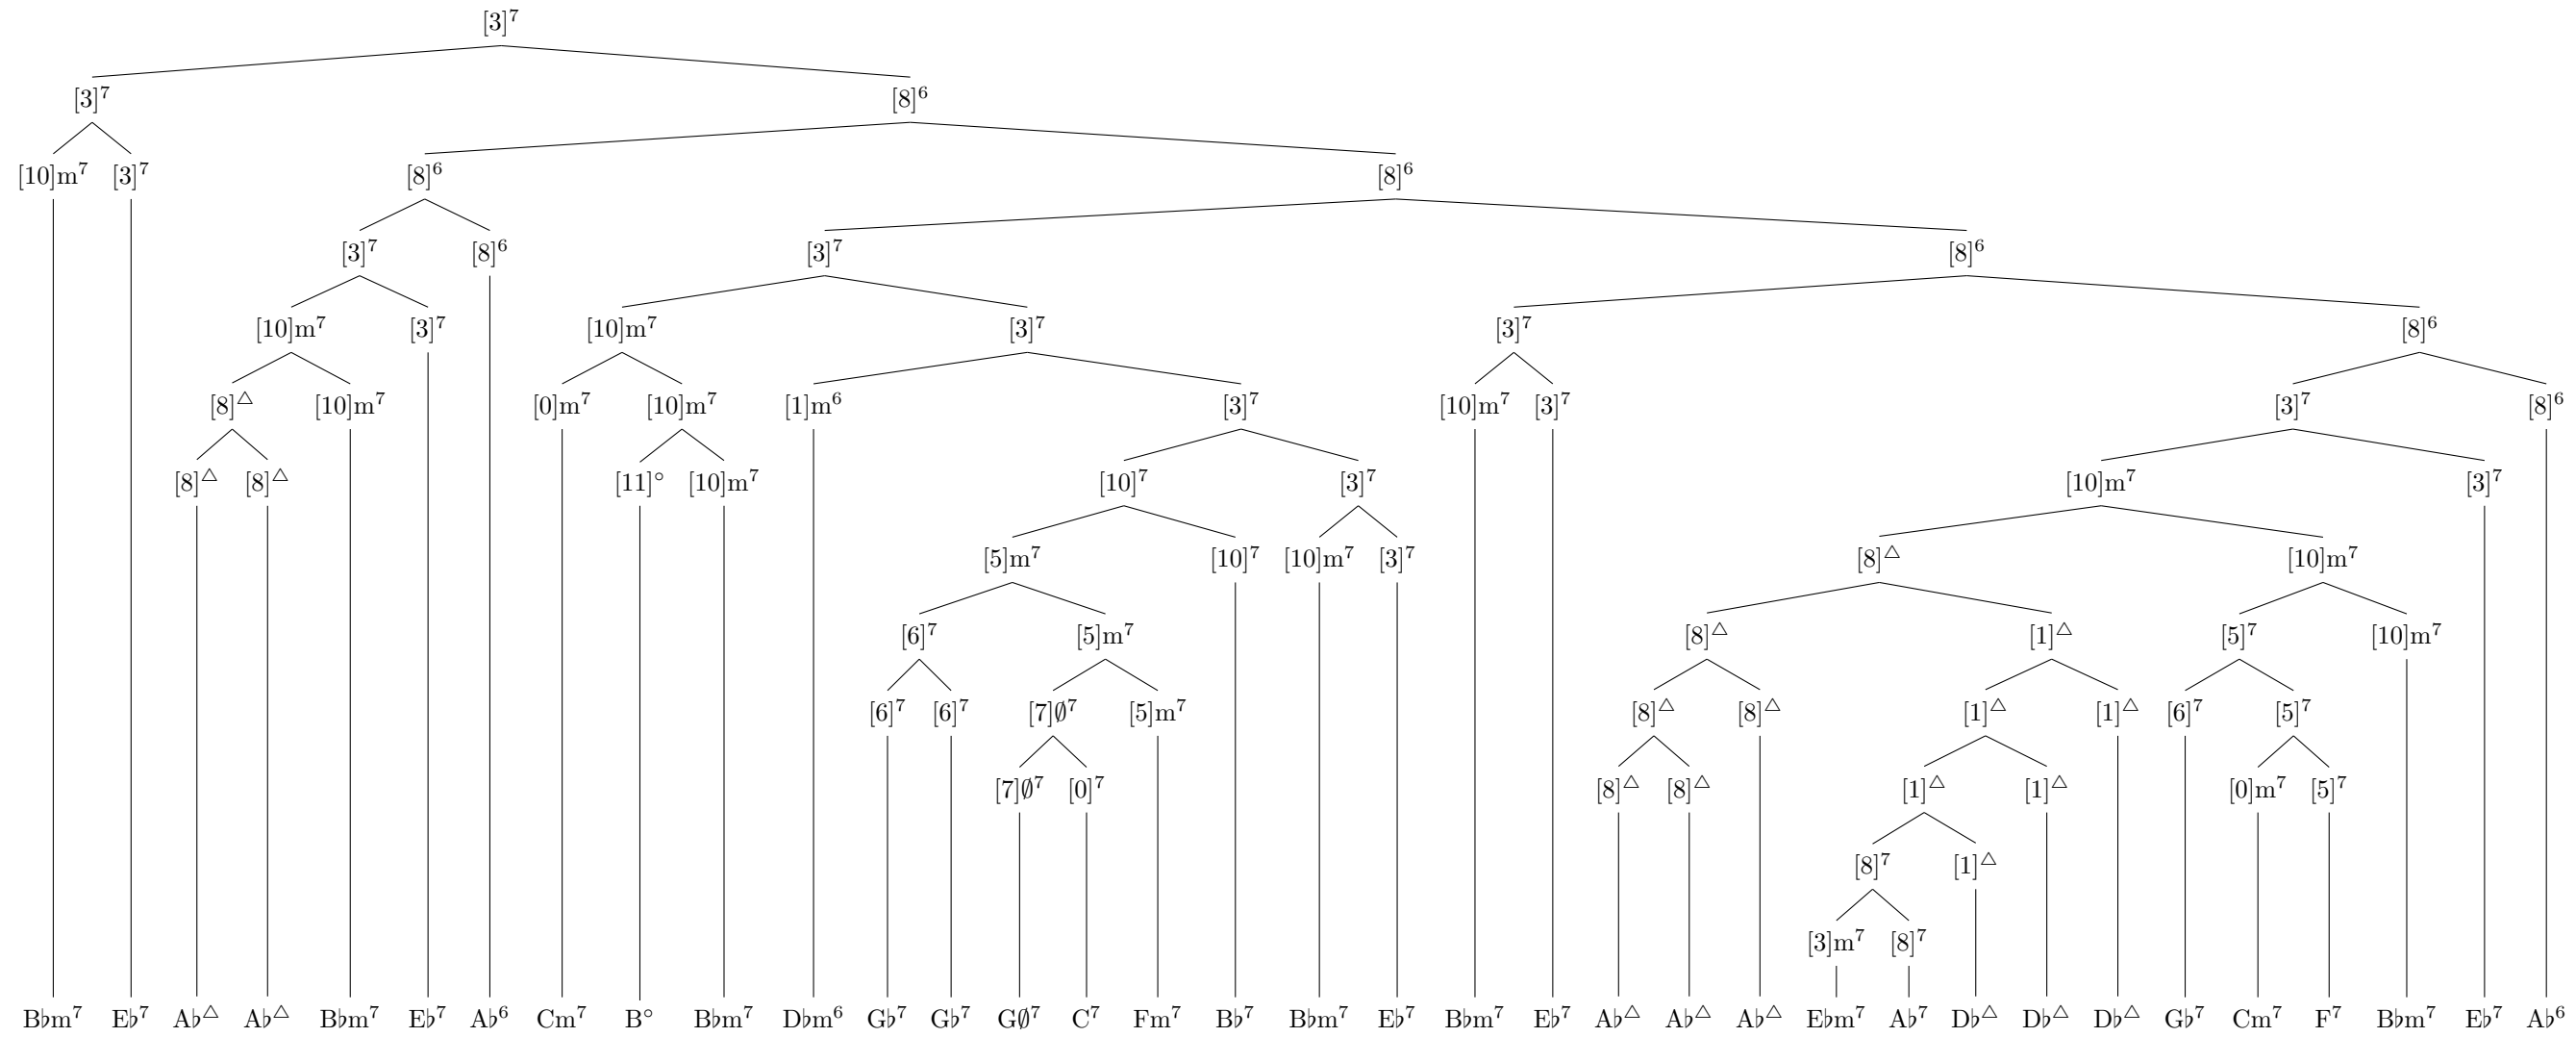 [3]⁷
[3]⁷ [8]⁶
[10]m⁷ [3]⁷ [8]⁶ [8]⁶
[3]⁷ [8]⁶ [3]⁷ [8]⁶
[10]m⁷ [3]⁷ [10]m⁷ [3]⁷ [3]⁷ [8]⁶
[8]△ [10]m⁷ [0]m⁷ [10]m⁷ [1]m⁶ [3]⁷ [10]m⁷ [3]⁷ [3]⁷ [8]⁶
[8]△ [8]△ [11]° [10]m⁷ [10]⁷ [3]⁷ [10]m⁷ [3]⁷
[5]m⁷ [10]⁷ [10]m⁷ [3]⁷ [8]△ [10]m⁷
[6]⁷ [5]m⁷ [8]△ [1]△ [5]⁷ [10]m⁷
[6]⁷ [6]⁷ [7]∅⁷ [5]m⁷ [8]△ [8]△ [1]△ [1]△ [6]⁷ [5]⁷
[7]∅⁷ [0]⁷ [8]△ [8]△ [1]△ [1]△ [0]m⁷ [5]⁷
[8]⁷ [1]△
[3]m⁷ [8]⁷
B♭m⁷ E♭⁷ A♭△ A♭△ B♭m⁷ E♭⁷ A♭⁶ Cm⁷ B° B♭m⁷ D♭m⁶ G♭⁷ G♭⁷ G∅⁷ C⁷ Fm⁷ B♭⁷ B♭m⁷ E♭⁷ B♭m⁷ E♭⁷ A♭△ A♭△ A♭△ E♭m⁷ A♭⁷ D♭△ D♭△ D♭△ G♭⁷ Cm⁷ F⁷ B♭m⁷ E♭⁷ A♭⁶